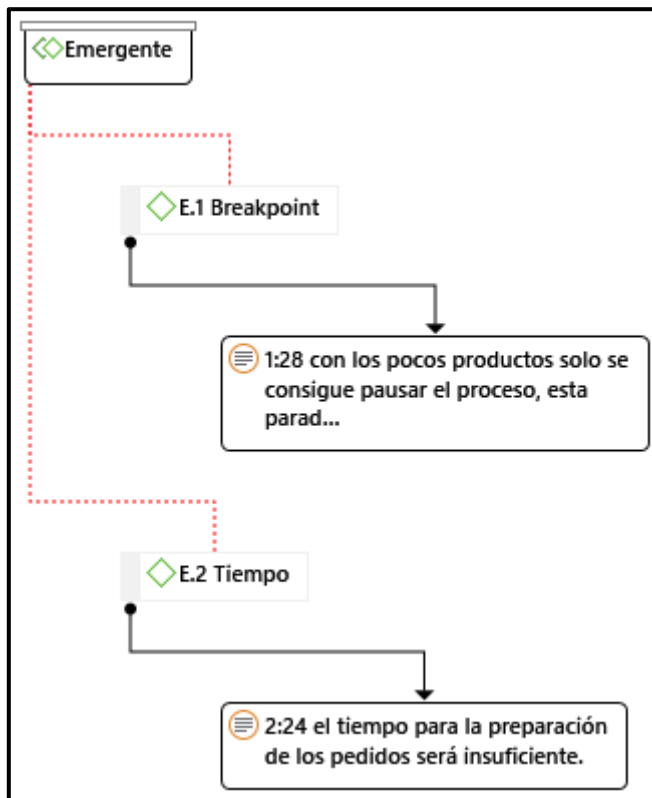 Emergente
E.1 Breakpoint
1:28 con los pocos productos solo se
consigue pausar el proceso, esta
parad...
E.2 Tiempo
2:24 el tiempo para la preparación
de los pedidos será insuficiente.